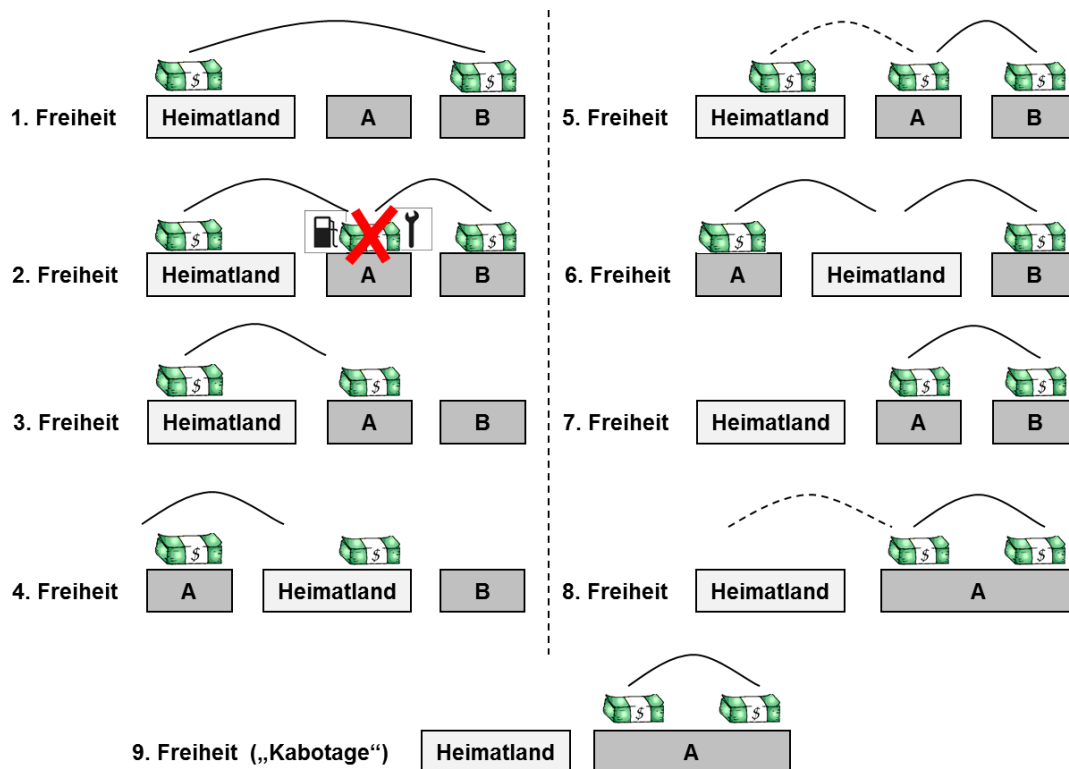 $ $
1. Freiheit Heimatland A B
$ $ $
2. Freiheit Heimatland A B
$ $
3. Freiheit Heimatland A B
$ $
4. Freiheit A Heimatland B
$ $ $
5. Freiheit Heimatland A B
$ $
6. Freiheit A Heimatland B
$ $
7. Freiheit Heimatland A B
$ $
8. Freiheit Heimatland A
$ $
9. Freiheit („Kabotage“) Heimatland A